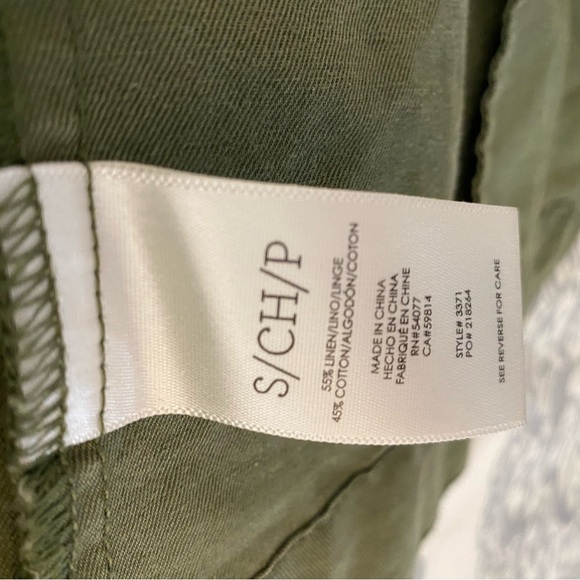 S/CH/P
55% LINEN/LINO/LINGE
45% COTTON/ALGODÓN/COTON
MADE IN CHINA
HECHO EN CHINA
FABRIQUÉ EN CHINE
RN#54077
CA#59814
STYLE# 3371
PO# 218264
SEE REVERSE FOR CARE